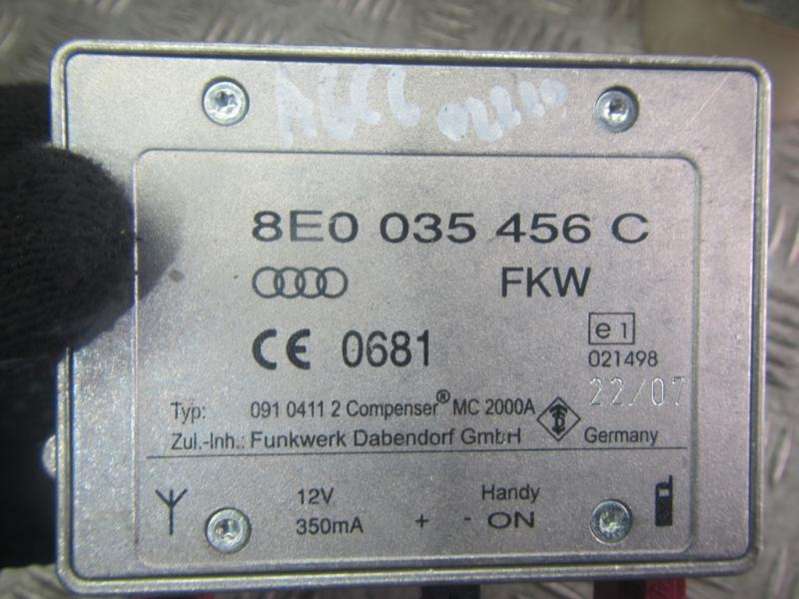 8E0 035 456 C
FKW
CE 0681
e1
021498
22/07
Typ: 091 0411 2 Compenser® MC 2000A
Zul.-Inh.: Funkwerk Dabendorf GmbH Germany
12V Handy
350mA + - ON